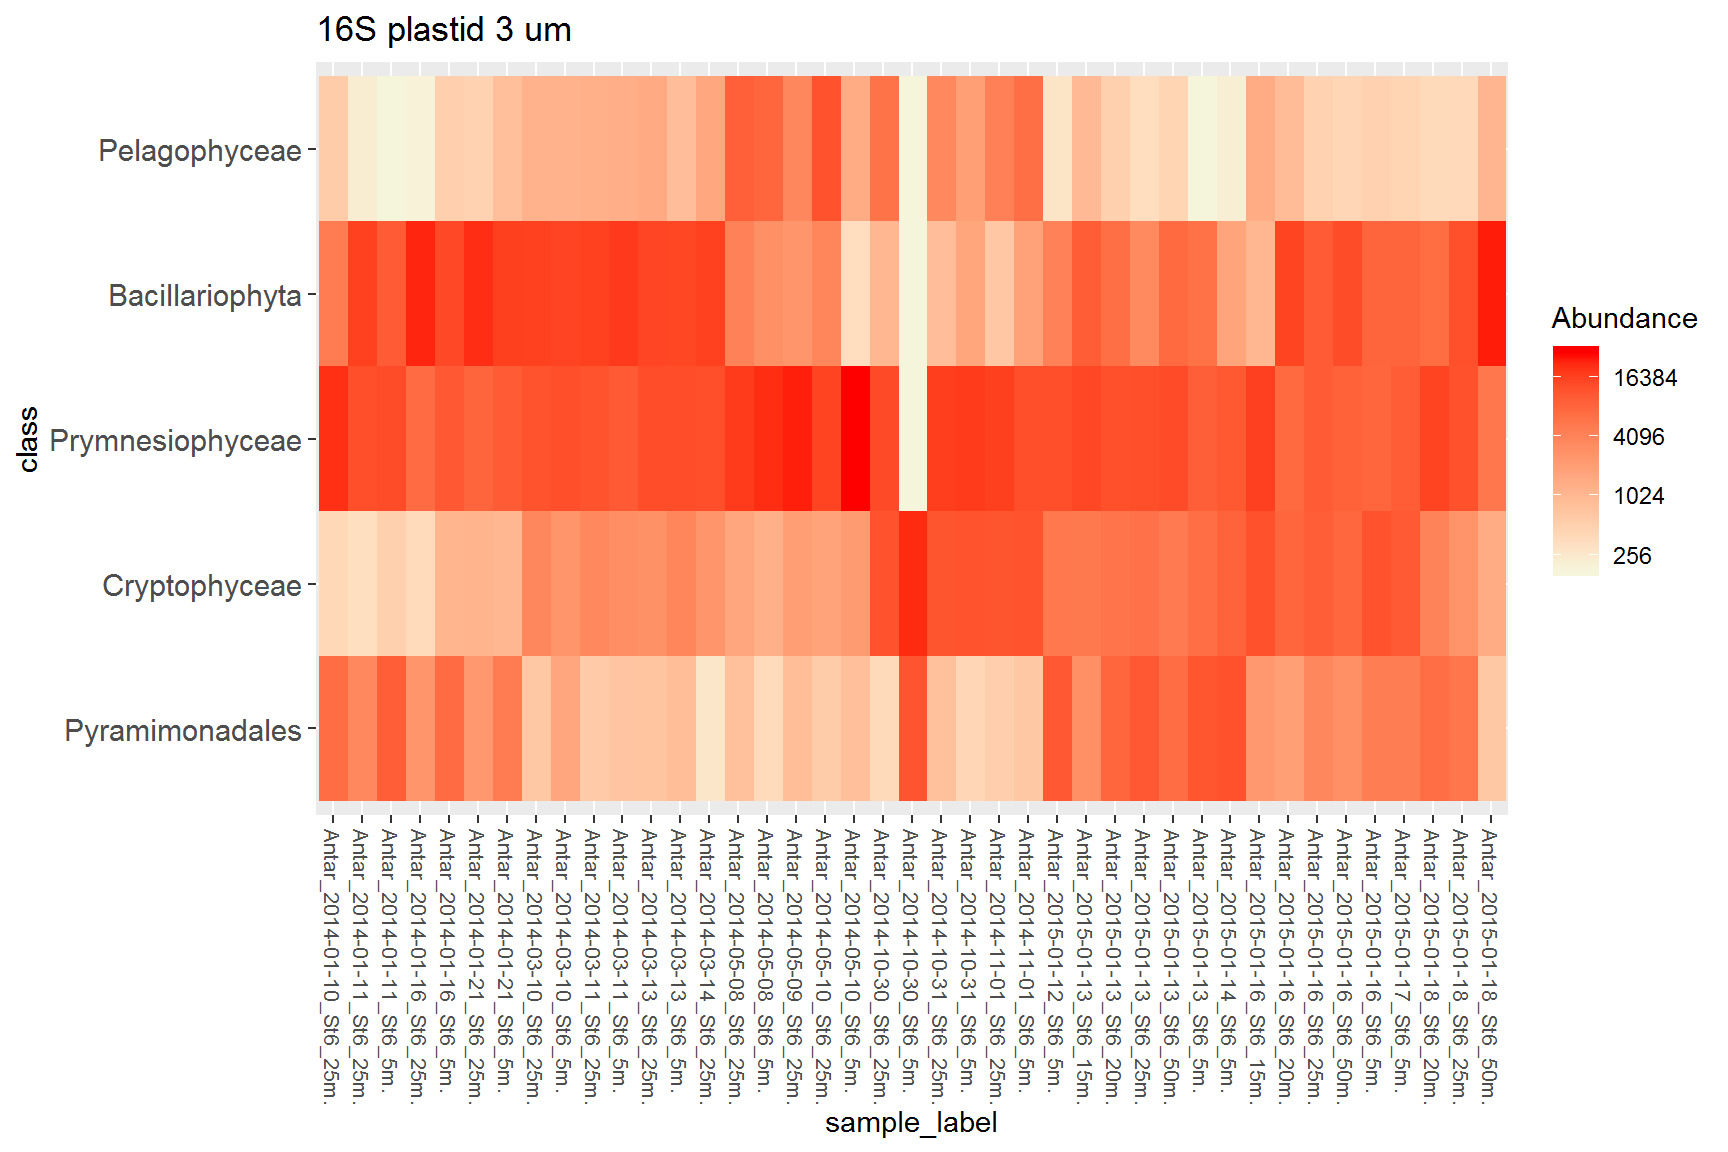 16S plastid 3 um
Pelagophyceae
Bacillariophyta
Prymnesiophyceae
Cryptophyceae
Pyramimonadales
class
Antar_2014-01-10_St6_25m.
Antar_2014-01-11_St6_25m.
Antar_2014-01-11_St6_5m.
Antar_2014-01-16_St6_25m.
Antar_2014-01-16_St6_5m.
Antar_2014-01-21_St6_25m.
Antar_2014-01-21_St6_5m.
Antar_2014-03-10_St6_25m.
Antar_2014-03-10_St6_5m.
Antar_2014-03-11_St6_25m.
Antar_2014-03-11_St6_5m.
Antar_2014-03-13_St6_25m.
Antar_2014-03-13_St6_5m.
Antar_2014-03-14_St6_25m.
Antar_2014-05-08_St6_25m.
Antar_2014-05-08_St6_5m.
Antar_2014-05-09_St6_25m.
Antar_2014-05-10_St6_25m.
Antar_2014-05-10_St6_5m.
Antar_2014-10-30_St6_25m.
Antar_2014-10-30_St6_5m.
Antar_2014-10-31_St6_25m.
Antar_2014-10-31_St6_5m.
Antar_2014-11-01_St6_25m.
Antar_2014-11-01_St6_5m.
Antar_2015-01-12_St6_5m.
Antar_2015-01-13_St6_15m.
Antar_2015-01-13_St6_20m.
Antar_2015-01-13_St6_25m.
Antar_2015-01-13_St6_50m.
Antar_2015-01-13_St6_5m.
Antar_2015-01-14_St6_5m.
Antar_2015-01-16_St6_15m.
Antar_2015-01-16_St6_20m.
Antar_2015-01-16_St6_25m.
Antar_2015-01-16_St6_50m.
Antar_2015-01-16_St6_5m.
Antar_2015-01-17_St6_5m.
Antar_2015-01-18_St6_20m.
Antar_2015-01-18_St6_25m.
Antar_2015-01-18_St6_50m.
sample_label
Abundance
16384
4096
1024
256